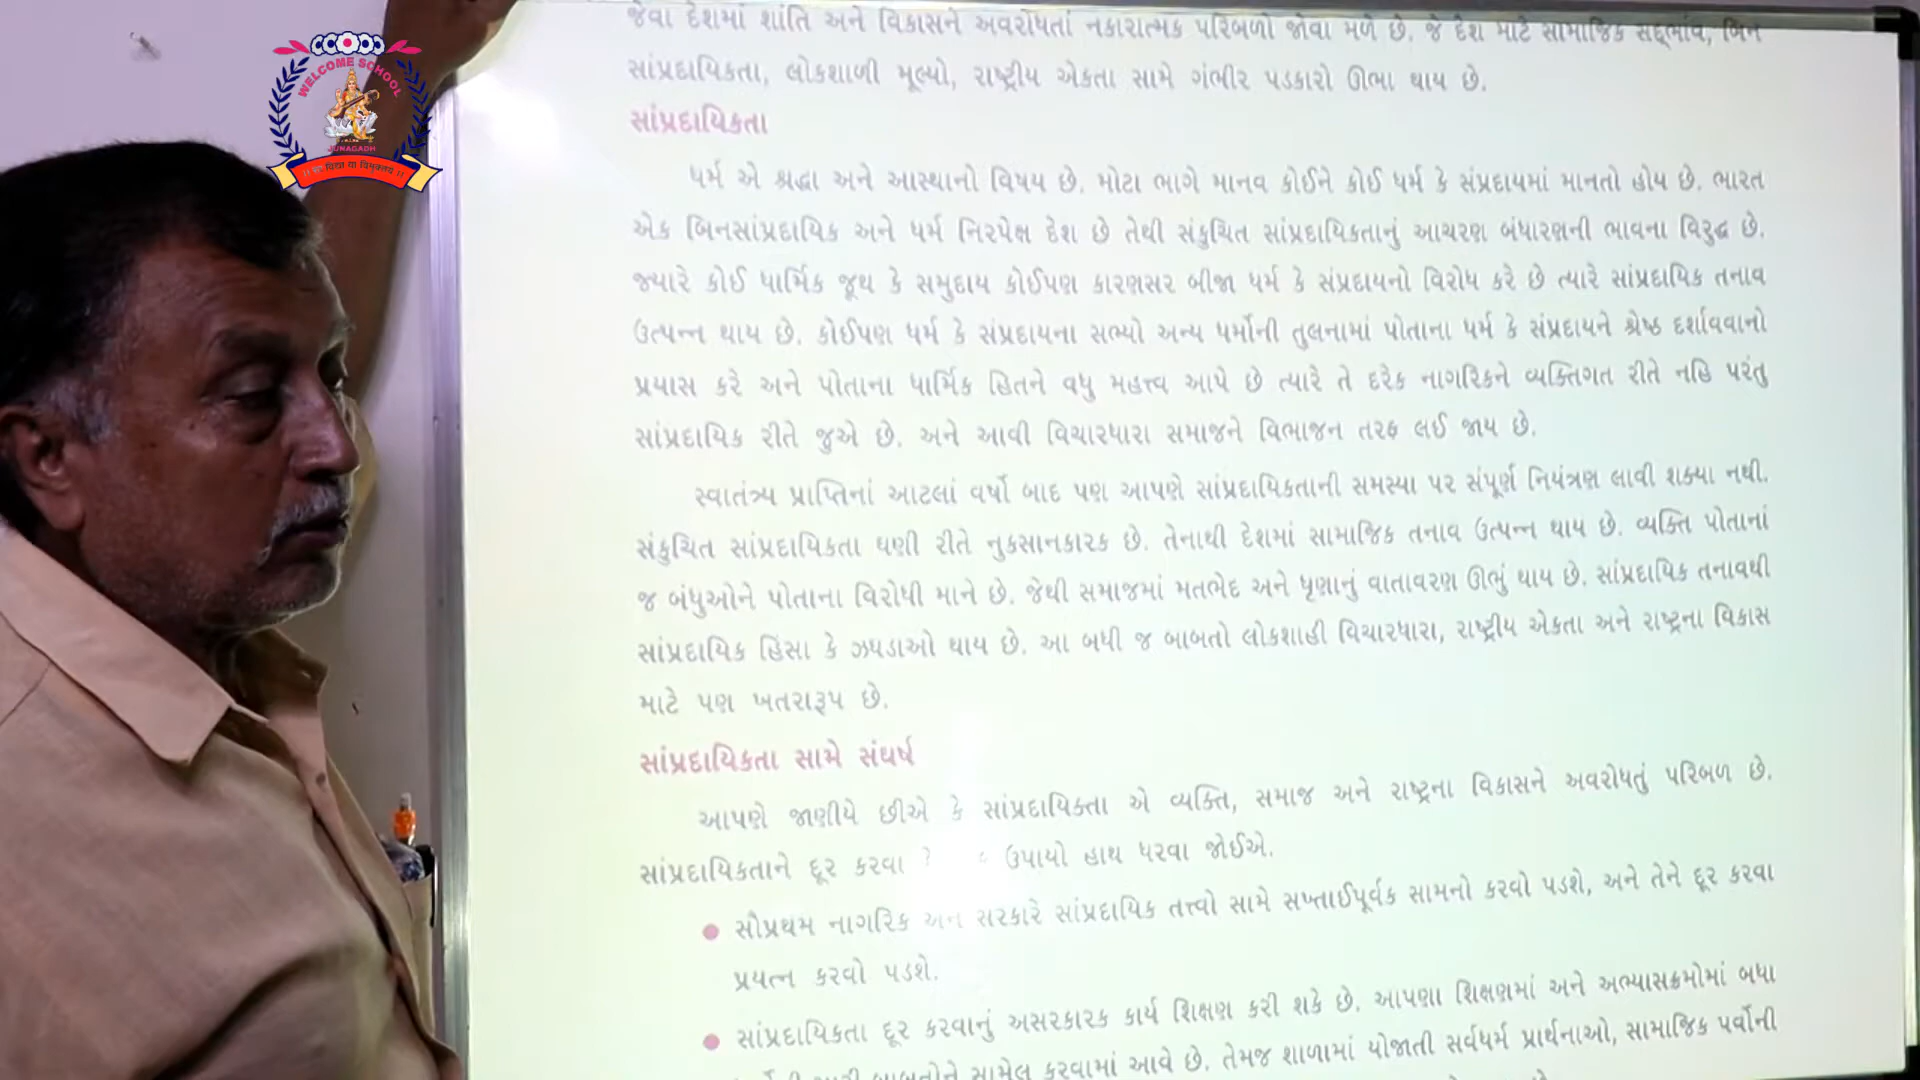 WELCOME SCHOOL
JUNAGADH
।। सा विद्या या विमुक्तये ।।
જેવા દેશમાં શાંતિ અને વિકાસને અવરોધતાં નકારાત્મક પરિબળો જોવા મળે છે. જે દેશ માટે સામાજિક સદ્દભાવ, બિન
સાંપ્રદાયિકતા, લોકશાળી મૂલ્યો, રાષ્ટ્રીય એકતા સામે ગંભીર પડકારો ઊભા થાય છે.
સાંપ્રદાયિકતા
ધર્મ એ શ્રદ્ધા અને આસ્થાનો વિષય છે. મોટા ભાગે માનવ કોઈને કોઈ ધર્મ કે સંપ્રદાયમાં માનતો હોય છે. ભારત
એક બિનસાંપ્રદાયિક અને ધર્મ નિરપેક્ષ દેશ છે તેથી સંકુચિત સાંપ્રદાયિકતાનું આચરણ બંધારણની ભાવના વિરુદ્ધ છે.
જ્યારે કોઈ ધાર્મિક જૂથ કે સમુદાય કોઈપણ કારણસર બીજા ધર્મ કે સંપ્રદાયનો વિરોધ કરે છે ત્યારે સાંપ્રદાયિક તનાવ
ઉત્પન્ન થાય છે. કોઈપણ ધર્મ કે સંપ્રદાયના સભ્યો અન્ય ધર્મોની તુલનામાં પોતાના ધર્મ કે સંપ્રદાયને શ્રેષ્ઠ દર્શાવવાનો
પ્રયાસ કરે અને પોતાના ધાર્મિક હિતને વધુ મહત્ત્વ આપે છે ત્યારે તે દરેક નાગરિકને વ્યક્તિગત રીતે નહિ પરંતુ
સાંપ્રદાયિક રીતે જુએ છે. અને આવી વિચારધારા સમાજને વિભાજન તરફ લઈ જાય છે.
સ્વાતંત્ર્ય પ્રાપ્તિનાં આટલાં વર્ષો બાદ પણ આપણે સાંપ્રદાયિકતાની સમસ્યા પર સંપૂર્ણ નિયંત્રણ લાવી શક્યા નથી.
સંકુચિત સાંપ્રદાયિકતા ઘણી રીતે નુકસાનકારક છે. તેનાથી દેશમાં સામાજિક તનાવ ઉત્પન્ન થાય છે. વ્યક્તિ પોતાનાં
જ બંધુઓને પોતાના વિરોધી માને છે. જેથી સમાજમાં મતભેદ અને ધૃણાનું વાતાવરણ ઊભું થાય છે. સાંપ્રદાયિક તનાવથી
સાંપ્રદાયિક હિંસા કે ઝઘડાઓ થાય છે. આ બધી જ બાબતો લોકશાહી વિચારધારા, રાષ્ટ્રીય એકતા અને રાષ્ટ્રના વિકાસ
માટે પણ ખતરારૂપ છે.
સાંપ્રદાયિકતા સામે સંઘર્ષ
આપણે જાણીયે છીએ કે સાંપ્રદાયિક્તા એ વ્યક્તિ, સમાજ અને રાષ્ટ્રના વિકાસને અવરોધતું પરિબળ છે.
સાંપ્રદાયિકતાને દૂર કરવા ઉપાયો હાથ ધરવા જોઈએ.
● સૌપ્રથમ નાગરિક અને સરકારે સાંપ્રદાયિક તત્ત્વો સામે સખ્તાઈપૂર્વક સામનો કરવો પડશે, અને તેને દૂર કરવા
પ્રયત્ન કરવો પડશે.
● સાંપ્રદાયિકતા દૂર કરવાનું અસરકારક કાર્ય શિક્ષણ કરી શકે છે. આપણા શિક્ષણમાં અને અભ્યાસક્રમોમાં બધા
સામેલ કરવામાં આવે છે. તેમજ શાળામાં યોજાતી સર્વધર્મ પ્રાર્થનાઓ, સામાજિક પર્વોની